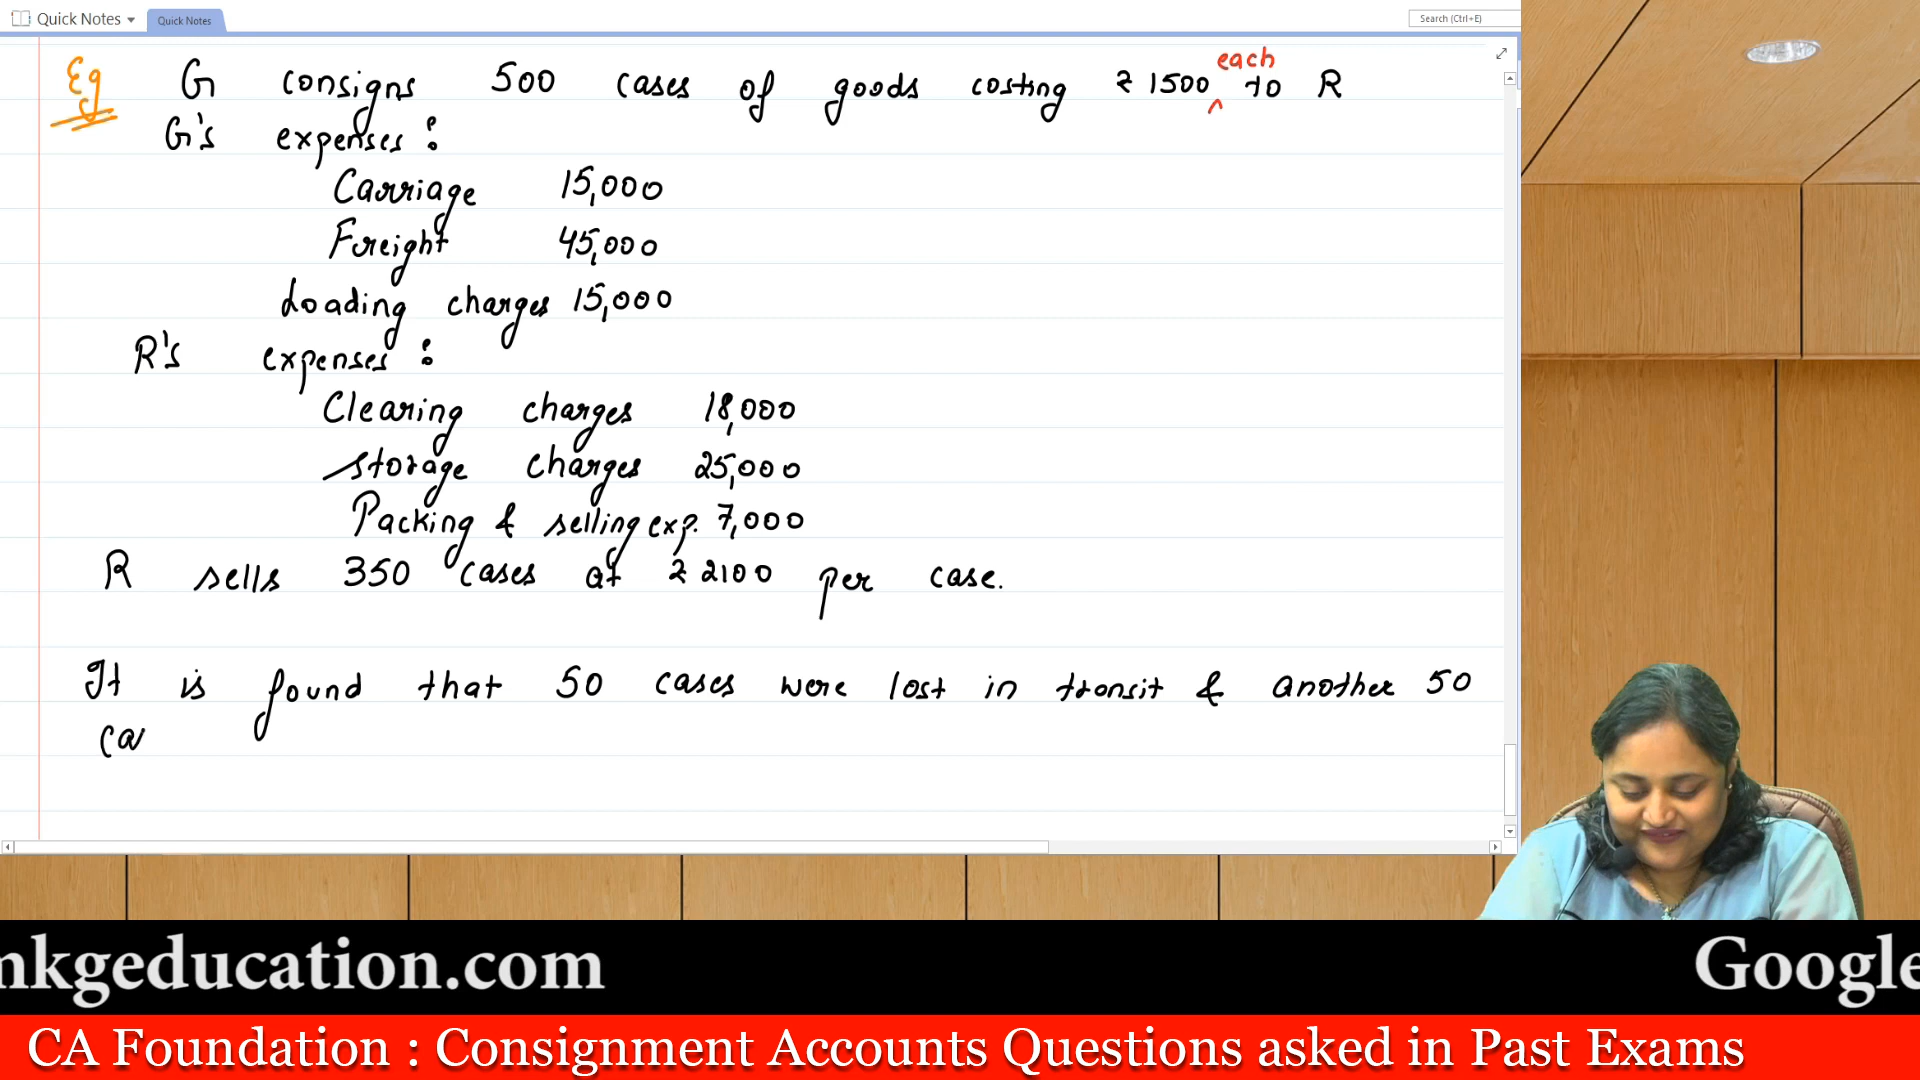 Quick Notes
Quick Notes
Search (Ctrl+E)
Eg G consigns 500 cases of goods costing ₹ 1500 each to R
G's expenses :
Carriage 15,000
Freight 45,000
Loading charges 15,000
R's expenses :
Clearing charges 18,000
Storage charges 25,000
Packing & selling exp. 7,000
R sells 350 cases at ₹ 2100 per case.
It is found that 50 cases were lost in transit & another 50
ca
mkgeducation.com
Google
CA Foundation : Consignment Accounts Questions asked in Past Exams